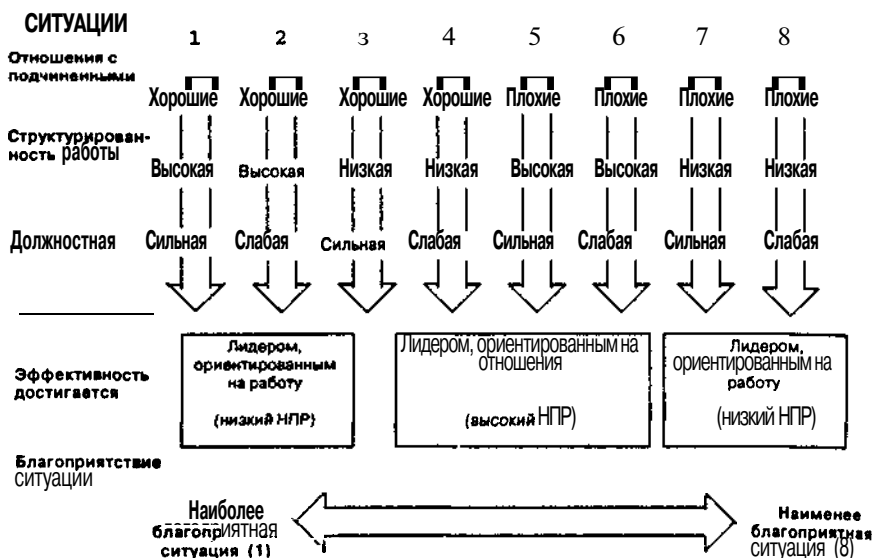 СИТУАЦИИ 1 2 3 4 5 6 7 8
Отношения с
подчиненными
Хорошие Хорошие Хорошие Хорошие Плохие Плохие Плохие Плохие
Структурирован-
ность работы
Высокая Высокая Низкая Низкая Высокая Высокая Низкая Низкая
Должностная Сильная Слабая Сильная Слабая Сильная Слабая Сильная Слабая
Эффективность
достигается
Лидером,
ориентированным
на работу
(низкий НПР)
Лидером, ориентированным на
отношения
(высокий НПР)
Лидером,
ориентированным на
работу
(низкий НПР)
Благоприятствие
ситуации
Наиболее
благоприятная
ситуация (1)
Наименее
благоприятная
ситуация (8)